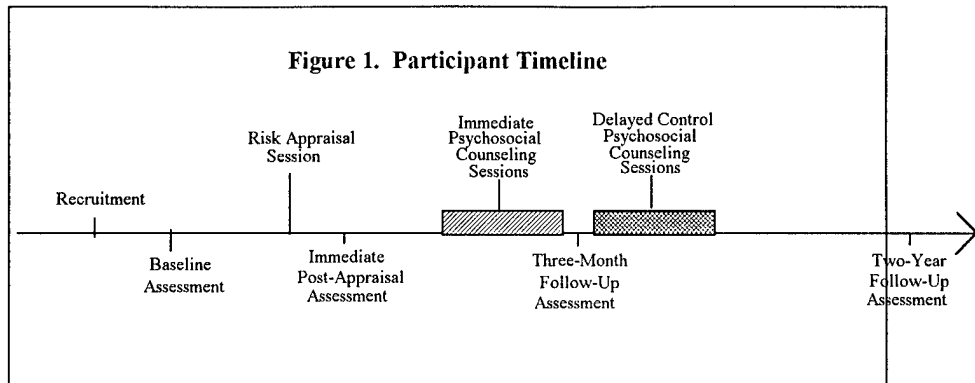 Figure 1. Participant Timeline
Recruitment
Baseline
Assessment
Risk Appraisal
Session
Immediate
Post-Appraisal
Assessment
Immediate
Psychosocial
Counseling
Sessions
Three-Month
Follow-Up
Assessment
Delayed Control
Psychosocial
Counseling
Sessions
Two-Year
Follow-Up
Assessment